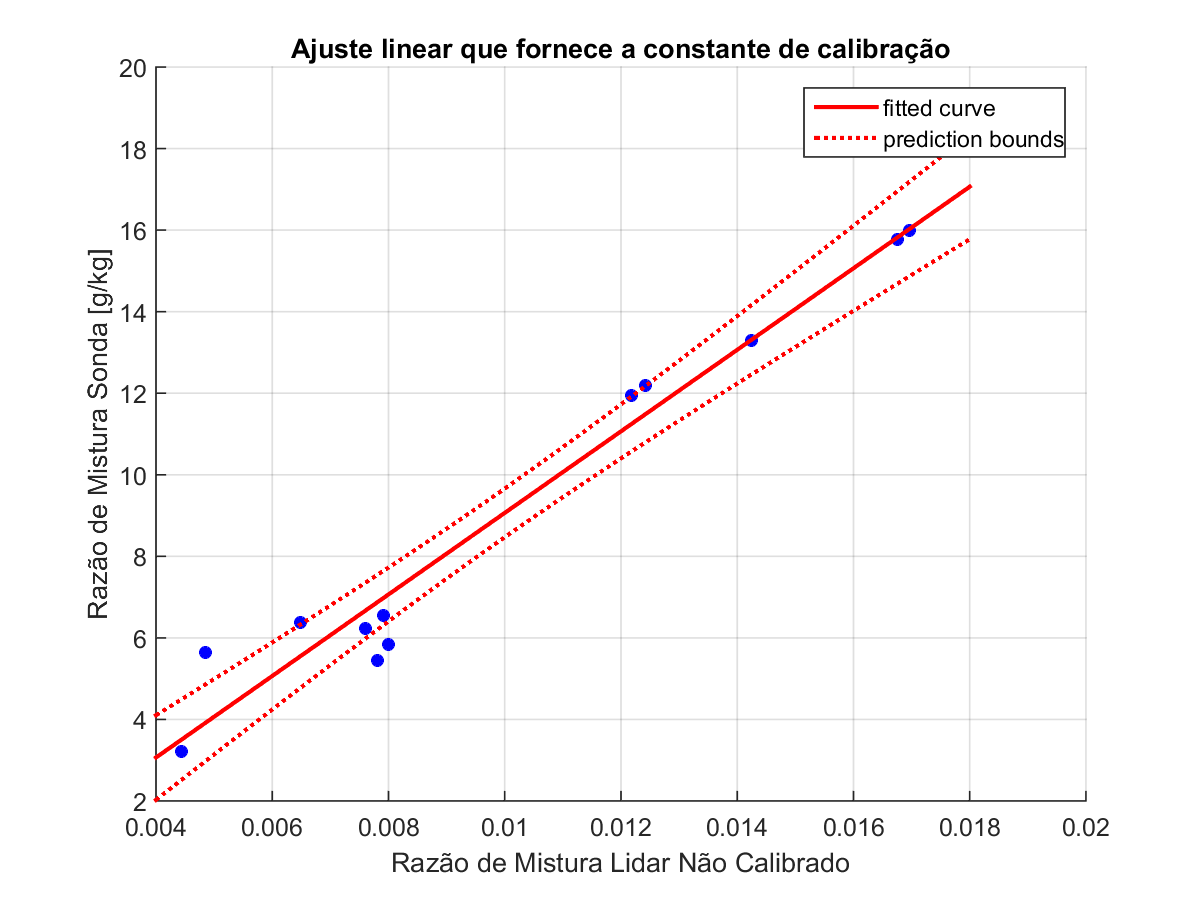 Ajuste linear que fornece a constante de calibração
20
18
16
14
12
10
8
6
4
2
0.004 0.006 0.008 0.01 0.012 0.014 0.016 0.018 0.02
Razão de Mistura Lidar Não Calibrado
Razão de Mistura Sonda [g/kg]
fitted curve
prediction bounds